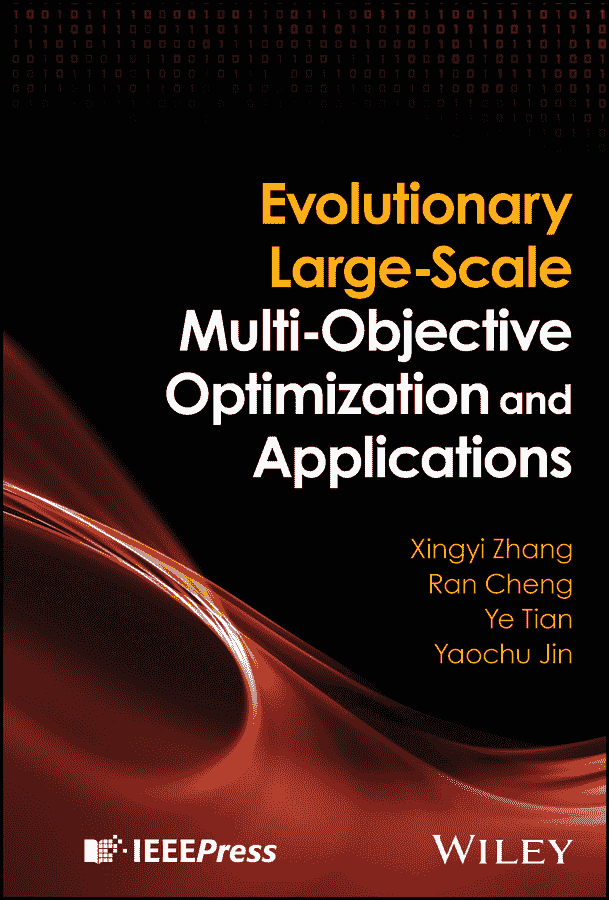 Evolutionary
Large-Scale
Multi-Objective
Optimization and
Applications
Xingyi Zhang
Ran Cheng
Ye Tian
Yaochu Jin
IEEEPress
WILEY